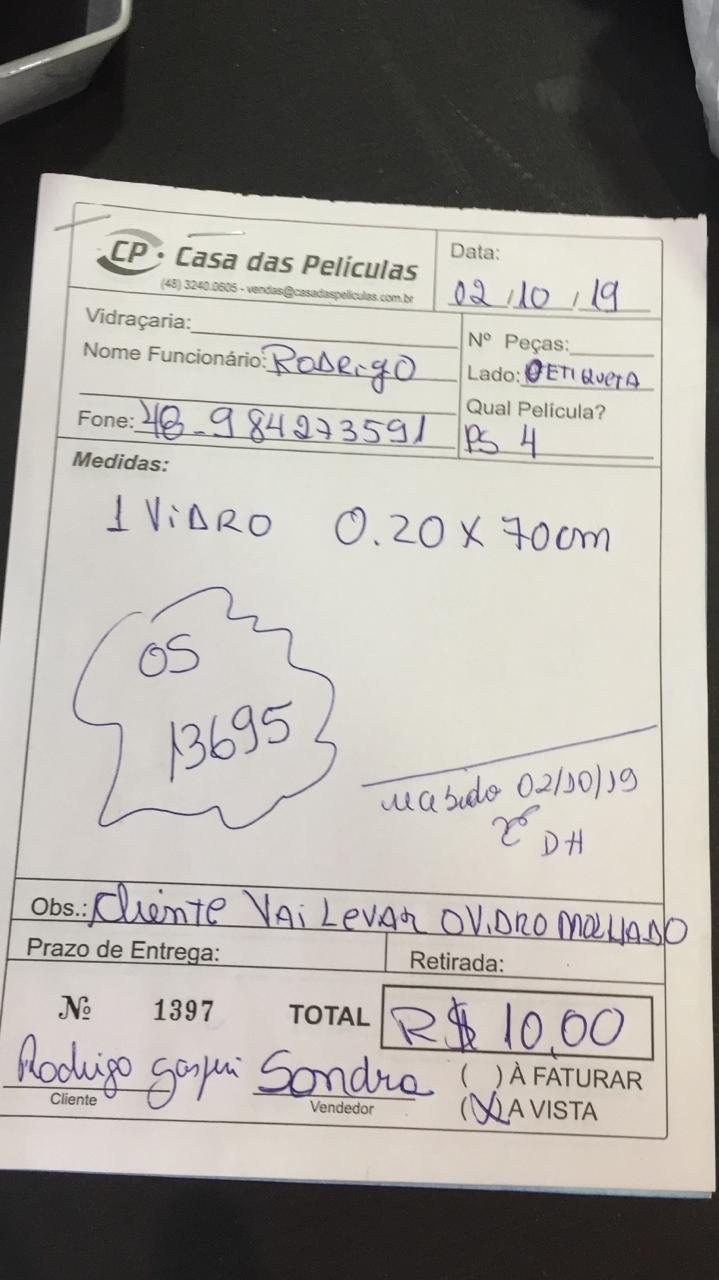 CP · Casa das Películas
(48) 3240.0605 - vendas@casadaspeliculas.com.br
Data:
02/10/19
Vidraçaria:
Nome Funcionário: RODRIGO
Fone: 48-984273591
Nº Peças:
Lado: ETIQUETA
Qual Película?
PS 4
Medidas:
1 VIDRO 0.20 X 70cm
OS
13695
02/10/19
DH
Obs.: Cliente VAI LEVAR O VIDRO MOLHADO
Prazo de Entrega:
Retirada:
Nº 1397 TOTAL R$ 10,00
Rodrigo Sondra
Cliente Vendedor
( ) À FATURAR
(X) A VISTA